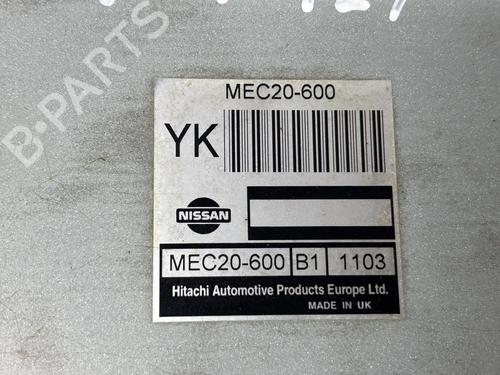 MEC20-600
YK
NISSAN
MEC20-600 B1 1103
Hitachi Automotive Products Europe Ltd.
MADE IN UK
B-PARTS